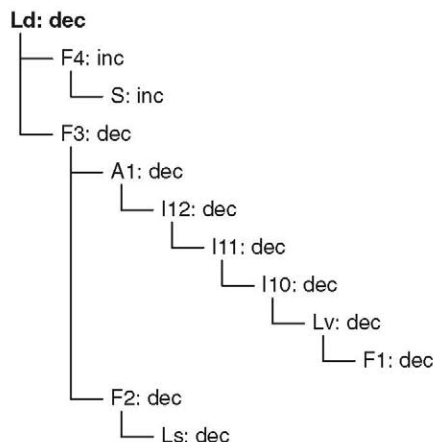 Ld: dec
F4: inc
S: inc
F3: dec
A1: dec
I12: dec
I11: dec
I10: dec
Lv: dec
F1: dec
F2: dec
Ls: dec